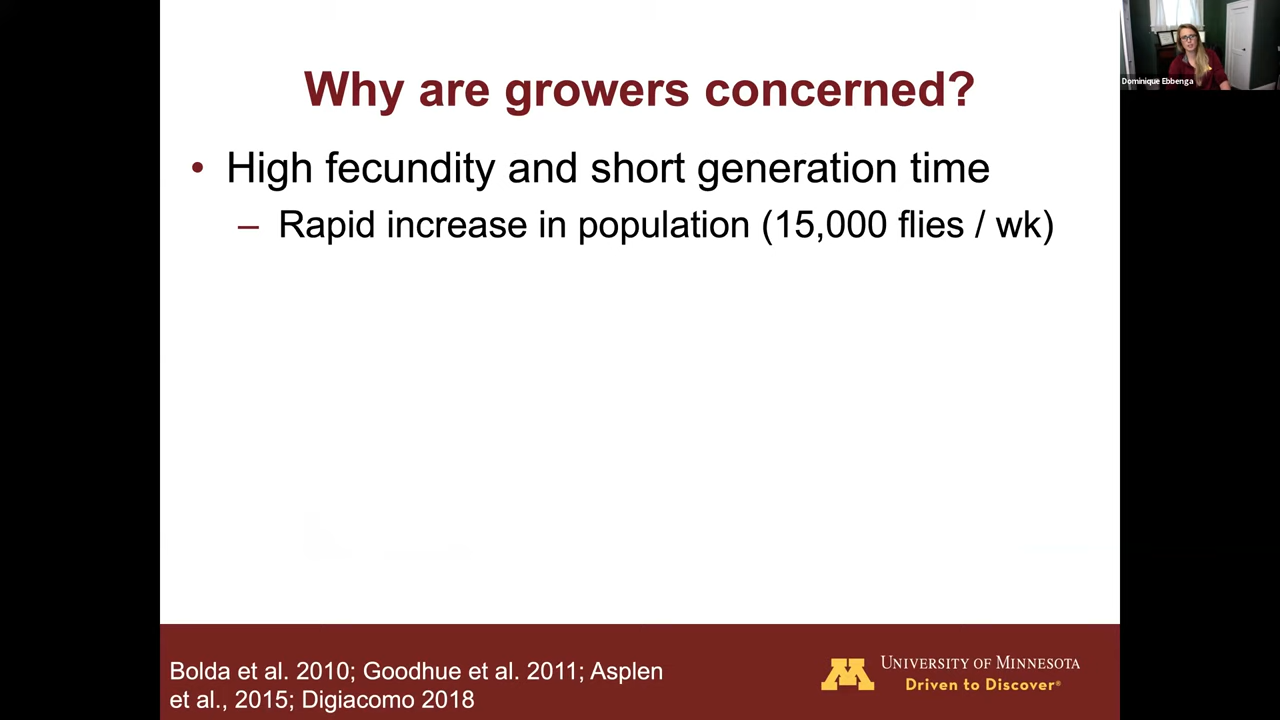 Why are growers concerned?
Dominique Ebbenga
• High fecundity and short generation time
– Rapid increase in population (15,000 flies / wk)
Bolda et al. 2010; Goodhue et al. 2011; Asplen
et al., 2015; Digiacomo 2018
M
UNIVERSITY OF MINNESOTA
Driven to Discover®